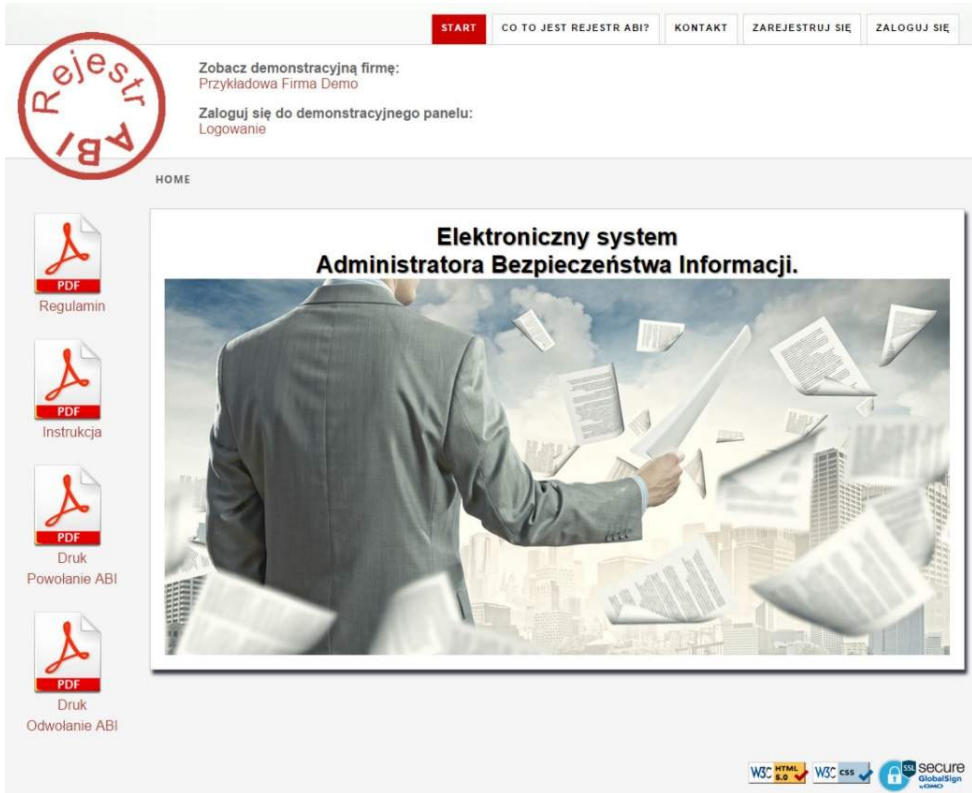 START
CO TO JEST REJESTR ABI?
KONTAKT
ZAREJESTRUJ SIĘ
ZALOGUJ SIĘ
Rejestr ABI
Zobacz demonstracyjną firmę:
Przykładowa Firma Demo
Zaloguj się do demonstracyjnego panelu:
Logowanie
HOME
PDF
Regulamin
PDF
Instrukcja
PDF
Druk
Powołanie ABI
PDF
Druk
Odwołanie ABI
Elektroniczny system
Administratora Bezpieczeństwa Informacji.
W3C HTML 5.0
W3C css
SSL secure
GlobalSign
by GMO